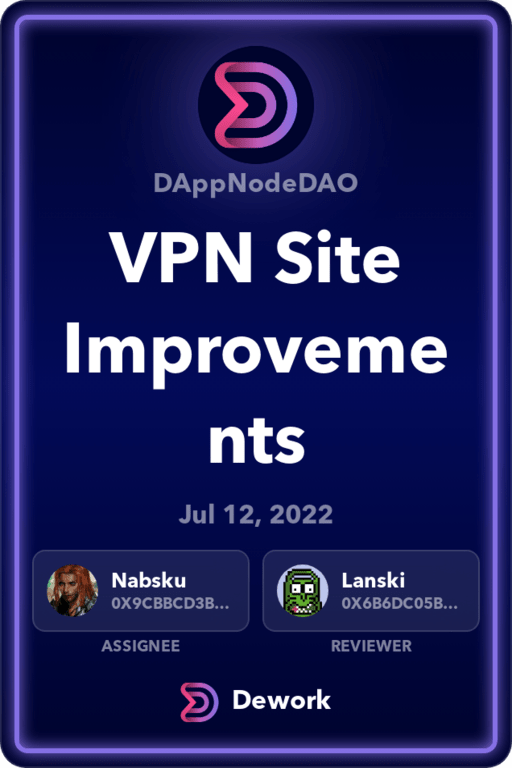 DAppNodeDAO
VPN Site
Improveme
nts
Jul 12, 2022
Nabsku
0X9CBBCD3B...
ASSIGNEE
Lanski
0X6B6DC05B...
REVIEWER
Dework